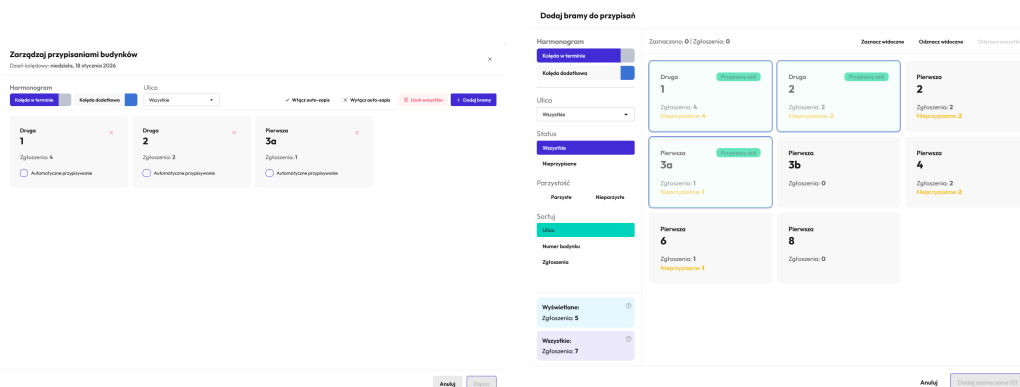 Zarządzaj przypisaniami budynków
Dzień kolędowy: niedziela, 18 stycznia 2026
Harmonogram
Kolęda w terminie
Kolęda dodatkowa
Ulica
Wszystkie
Włącz auto-zapis
Wyłącz auto-zapis
Usuń wszystkie
+ Dodaj bramy
Druga
1
Zgłoszenia: 4
Automatyczne przypisywanie
Druga
2
Zgłoszenia: 2
Automatyczne przypisywanie
Pierwsza
3a
Zgłoszenia: 1
Automatyczne przypisywanie
Anuluj
Zapisz
Dodaj bramy do przypisań
Harmonogram
Kolęda w terminie
Kolęda dodatkowa
Ulica
Wszystkie
Status
Wszystkie
Nieprzypisane
Parzystość
Parzyste
Nieparzyste
Sortuj
Ulica
Numer budynku
Zgłoszenia
Wyświetlane:
Zgłoszenia: 5
Wszystkie:
Zgłoszenia: 7
Zaznaczono: 0 | Zgłoszenia: 0
Zaznacz widoczne
Odznacz widoczne
Odznacz wszystkie
Druga
Przypisany dziś
1
Zgłoszenia: 4
Nieprzypisane: 4
Druga
Przypisany dziś
2
Zgłoszenia: 2
Nieprzypisane: 2
Pierwsza
2
Zgłoszenia: 2
Nieprzypisane: 2
Pierwsza
Przypisany dziś
3a
Zgłoszenia: 1
Nieprzypisane: 1
Pierwsza
3b
Zgłoszenia: 0
Pierwsza
4
Zgłoszenia: 2
Nieprzypisane: 2
Pierwsza
6
Zgłoszenia: 1
Nieprzypisane: 1
Pierwsza
8
Zgłoszenia: 0
Anuluj
Dodaj zaznaczone (0)